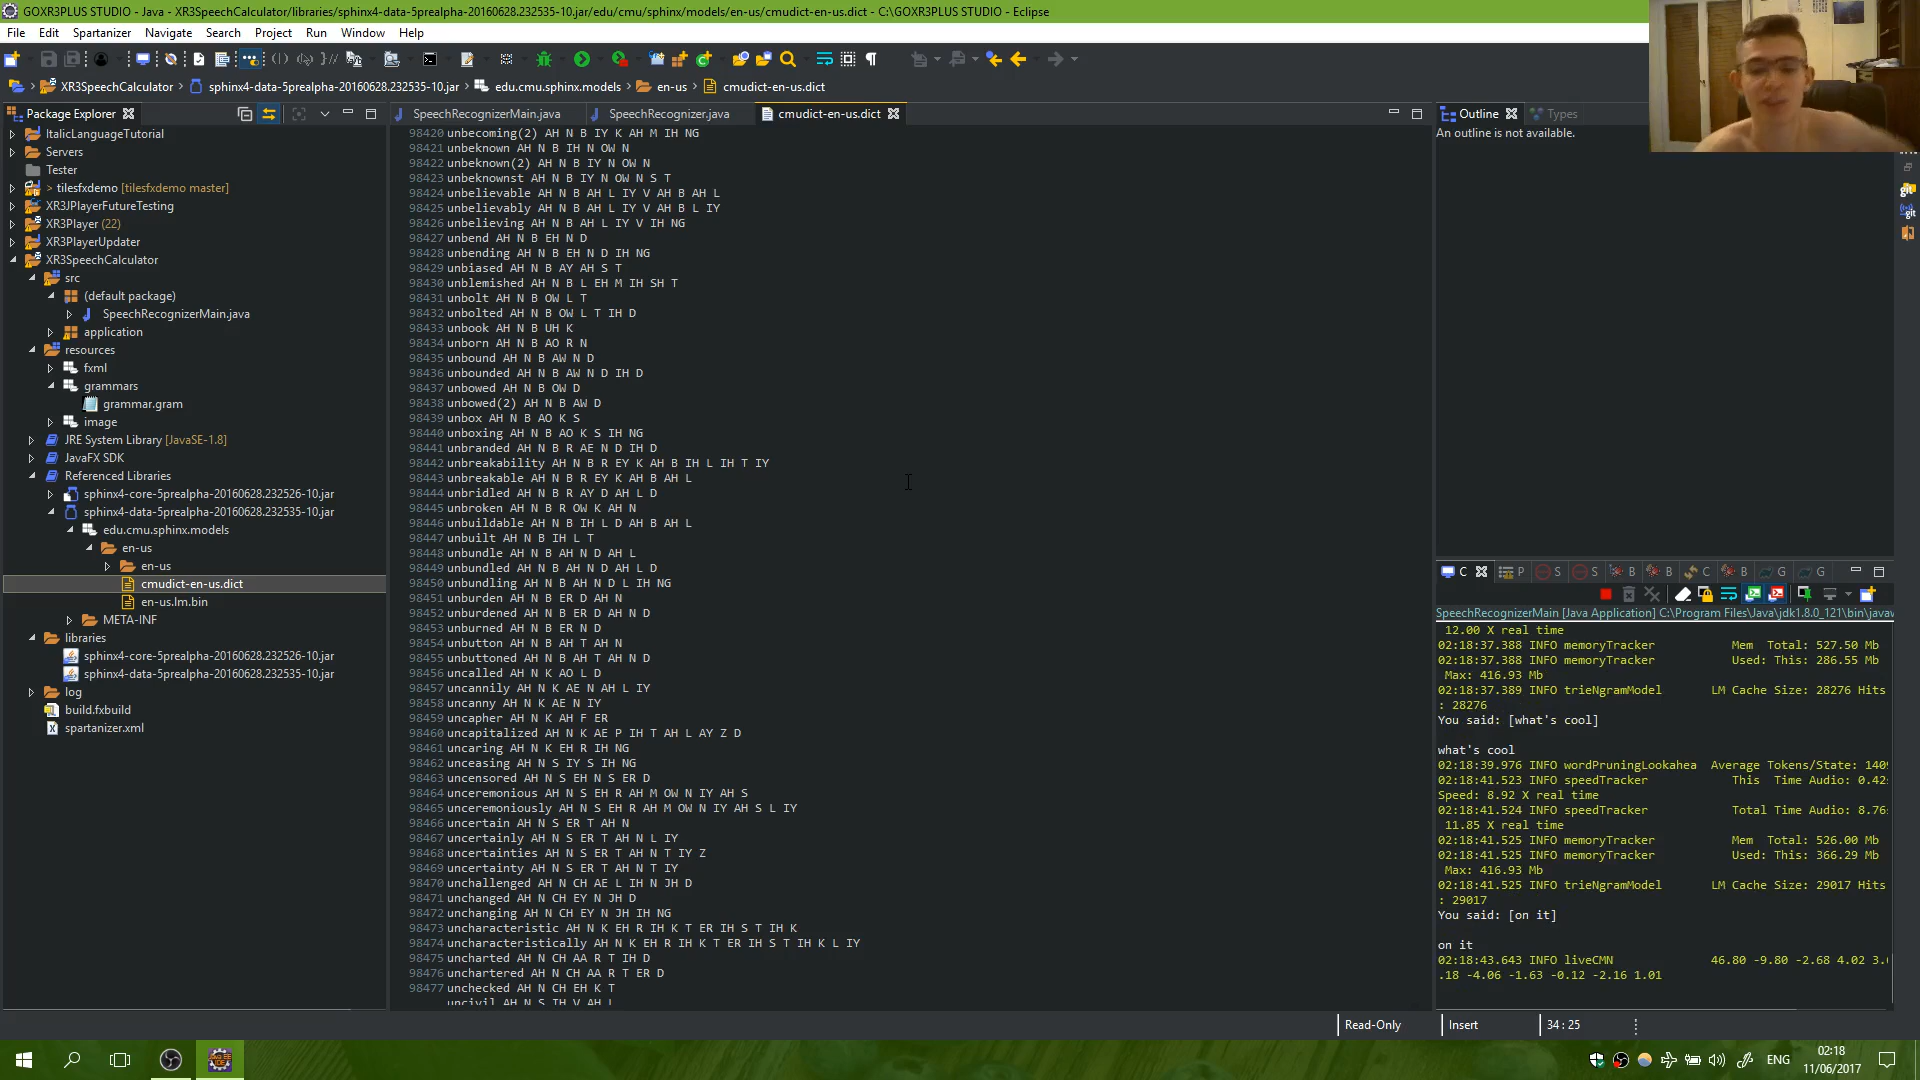 GOXR3PLUS STUDIO - Java - XR3SpeechCalculator/libraries/sphinx4-data-5prealpha-20160628.232535-10.jar/edu/cmu/sphinx/models/en-us/cmudict-en-us.dict - C:\GOXR3PLUS STUDIO - Eclipse
File Edit Spartanizer Navigate Search Project Run Window Help
XR3SpeechCalculator sphinx4-data-5prealpha-20160628.232535-10.jar edu.cmu.sphinx.models en-us cmudict-en-us.dict
Package Explorer
ItalicLanguageTutorial
Servers
Tester
> tilesfxdemo [tilesfxdemo master]
XR3JPlayerFutureTesting
XR3Player (22)
XR3PlayerUpdater
XR3SpeechCalculator
src
(default package)
SpeechRecognizerMain.java
application
resources
fxml
grammars
grammar.gram
image
JRE System Library [JavaSE-1.8]
JavaFX SDK
Referenced Libraries
sphinx4-core-5prealpha-20160628.232526-10.jar
sphinx4-data-5prealpha-20160628.232535-10.jar
edu.cmu.sphinx.models
en-us
en-us
cmudict-en-us.dict
en-us.lm.bin
META-INF
libraries
sphinx4-core-5prealpha-20160628.232526-10.jar
sphinx4-data-5prealpha-20160628.232535-10.jar
log
build.fxbuild
spartanizer.xml
SpeechRecognizerMain.java SpeechRecognizer.java cmudict-en-us.dict
98420 unbecoming(2) AH N B IY K AH M IH NG
98421 unbeknown AH N B IH N OW N
98422 unbeknown(2) AH N B IY N OW N
98423 unbeknownst AH N B IY N OW N S T
98424 unbelievable AH N B AH L IY V AH B AH L
98425 unbelievably AH N B AH L IY V AH B L IY
98426 unbelieving AH N B AH L IY V IH NG
98427 unbend AH N B EH N D
98428 unbending AH N B EH N D IH NG
98429 unbiased AH N B AY AH S T
98430 unblemished AH N B L EH M IH SH T
98431 unbolt AH N B OW L T
98432 unbolted AH N B OW L T IH D
98433 unbook AH N B UH K
98434 unborn AH N B AO R N
98435 unbound AH N B AW N D
98436 unbounded AH N B AW N D IH D
98437 unbowed AH N B OW D
98438 unbowed(2) AH N B AW D
98439 unbox AH N B AO K S
98440 unboxing AH N B AO K S IH NG
98441 unbranded AH N B R AE N D IH D
98442 unbreakability AH N B R EY K AH B IH L IH T IY
98443 unbreakable AH N B R EY K AH B AH L
98444 unbridled AH N B R AY D AH L D
98445 unbroken AH N B R OW K AH N
98446 unbuildable AH N B IH L D AH B AH L
98447 unbuilt AH N B IH L T
98448 unbundle AH N B AH N D AH L
98449 unbundled AH N B AH N D AH L D
98450 unbundling AH N B AH N D L IH NG
98451 unburden AH N B ER D AH N
98452 unburdened AH N B ER D AH N D
98453 unburned AH N B ER N D
98454 unbutton AH N B AH T AH N
98455 unbuttoned AH N B AH T AH N D
98456 uncalled AH N K AO L D
98457 uncannily AH N K AE N AH L IY
98458 uncanny AH N K AE N IY
98459 uncapher AH N K AH F ER
98460 uncapitalized AH N K AE P IH T AH L AY Z D
98461 uncaring AH N K EH R IH NG
98462 unceasing AH N S IY S IH NG
98463 uncensored AH N S EH N S ER D
98464 unceremonious AH N S EH R AH M OW N IY AH S
98465 unceremoniously AH N S EH R AH M OW N IY AH S L IY
98466 uncertain AH N S ER T AH N
98467 uncertainly AH N S ER T AH N L IY
98468 uncertainties AH N S ER T AH N T IY Z
98469 uncertainty AH N S ER T AH N T IY
98470 unchallenged AH N CH AE L IH N JH D
98471 unchanged AH N CH EY N JH D
98472 unchanging AH N CH EY N JH IH NG
98473 uncharacteristic AH N K EH R IH K T ER IH S T IH K
98474 uncharacteristically AH N K EH R IH K T ER IH S T IH K L IY
98475 uncharted AH N CH AA R T IH D
98476 unchartered AH N CH AA R T ER D
98477 unchecked AH N CH EH K T
uncivil AH N S IH V AH L
Outline Types
An outline is not available.
C P S S B B C B G G
SpeechRecognizerMain [Java Application] C:\Program Files\Java\jdk1.8.0_121\bin\javaw
12.00 X real time
02:18:37.388 INFO memoryTracker Mem Total: 527.50 Mb
02:18:37.388 INFO memoryTracker Used: This: 286.55 Mb
Max: 416.93 Mb
02:18:37.389 INFO trieNgramModel LM Cache Size: 28276 Hits
: 28276
You said: [what's cool]
what's cool
02:18:39.976 INFO wordPruningLookahea Average Tokens/State: 140
02:18:41.523 INFO speedTracker This Time Audio: 0.42
Speed: 8.92 X real time
02:18:41.524 INFO speedTracker Total Time Audio: 8.76
11.85 X real time
02:18:41.525 INFO memoryTracker Mem Total: 526.00 Mb
02:18:41.525 INFO memoryTracker Used: This: 366.29 Mb
Max: 416.93 Mb
02:18:41.525 INFO trieNgramModel LM Cache Size: 29017 Hits
: 29017
You said: [on it]
on it
02:18:43.643 INFO liveCMN 46.80 -9.80 -2.68 4.02 3.
.18 -4.06 -1.63 -0.12 -2.16 1.01
Read-Only Insert 34 : 25
ENG
02:18
11/06/2017